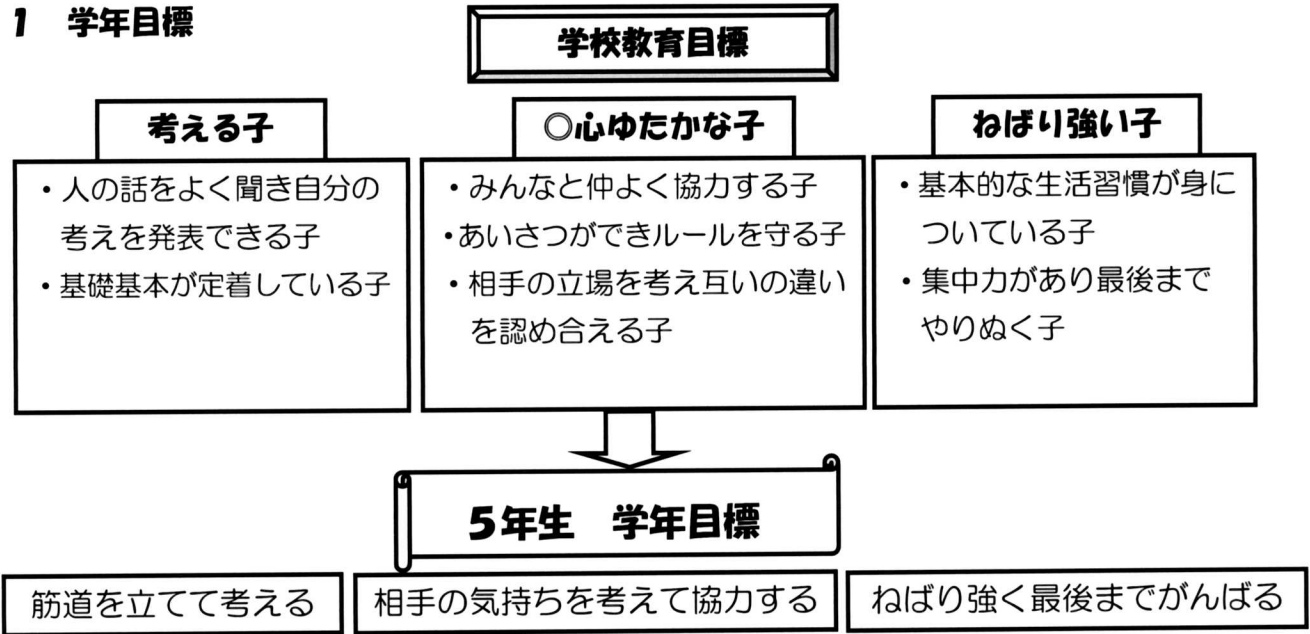 1　学年目標
学校教育目標
考える子
・人の話をよく聞き自分の
考えを発表できる子
・基礎基本が定着している子
◎心ゆたかな子
・みんなと仲よく協力する子
・あいさつができルールを守る子
・相手の立場を考え互いの違い
を認め合える子
ねばり強い子
・基本的な生活習慣が身に
ついている子
・集中力があり最後まで
やりぬく子
5年生　学年目標
筋道を立てて考える
相手の気持ちを考えて協力する
ねばり強く最後までがんばる